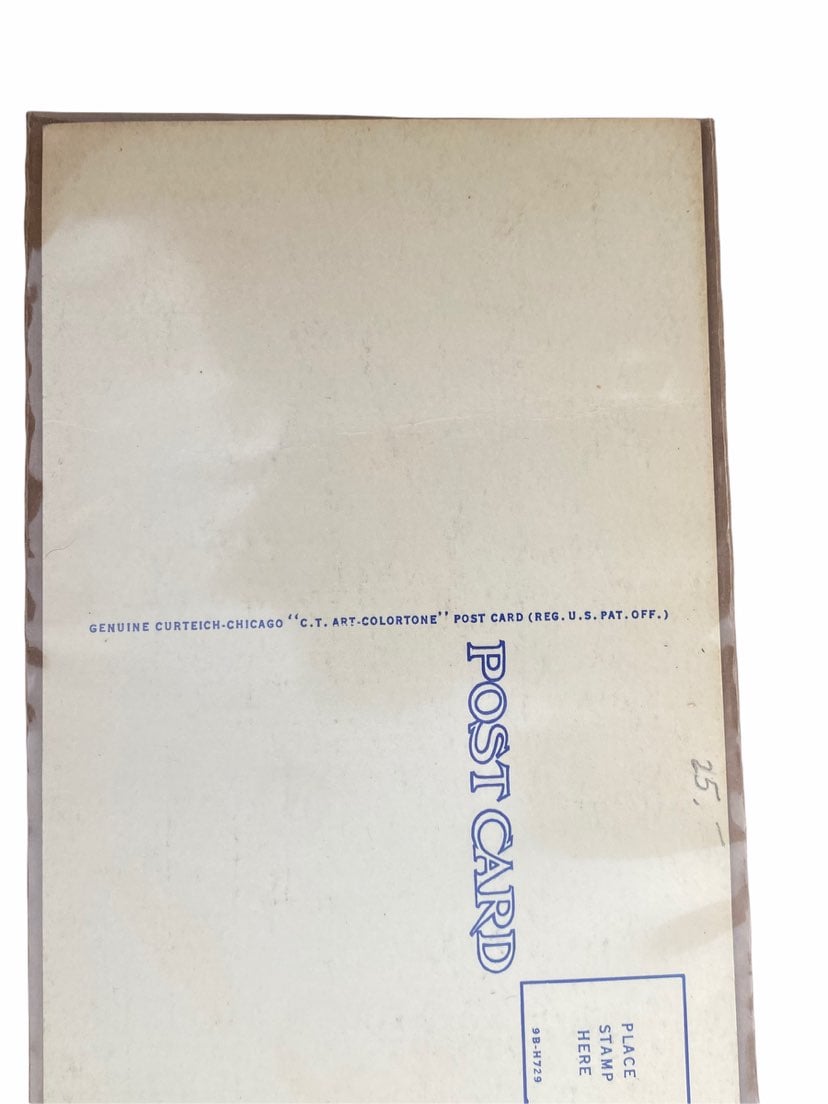 GENUINE CURTEICH-CHICAGO "C.T. ART-COLORTONE" POST CARD (REG. U.S. PAT. OFF.)
POST CARD
25.-
PLACE
STAMP
HERE
9B-H729